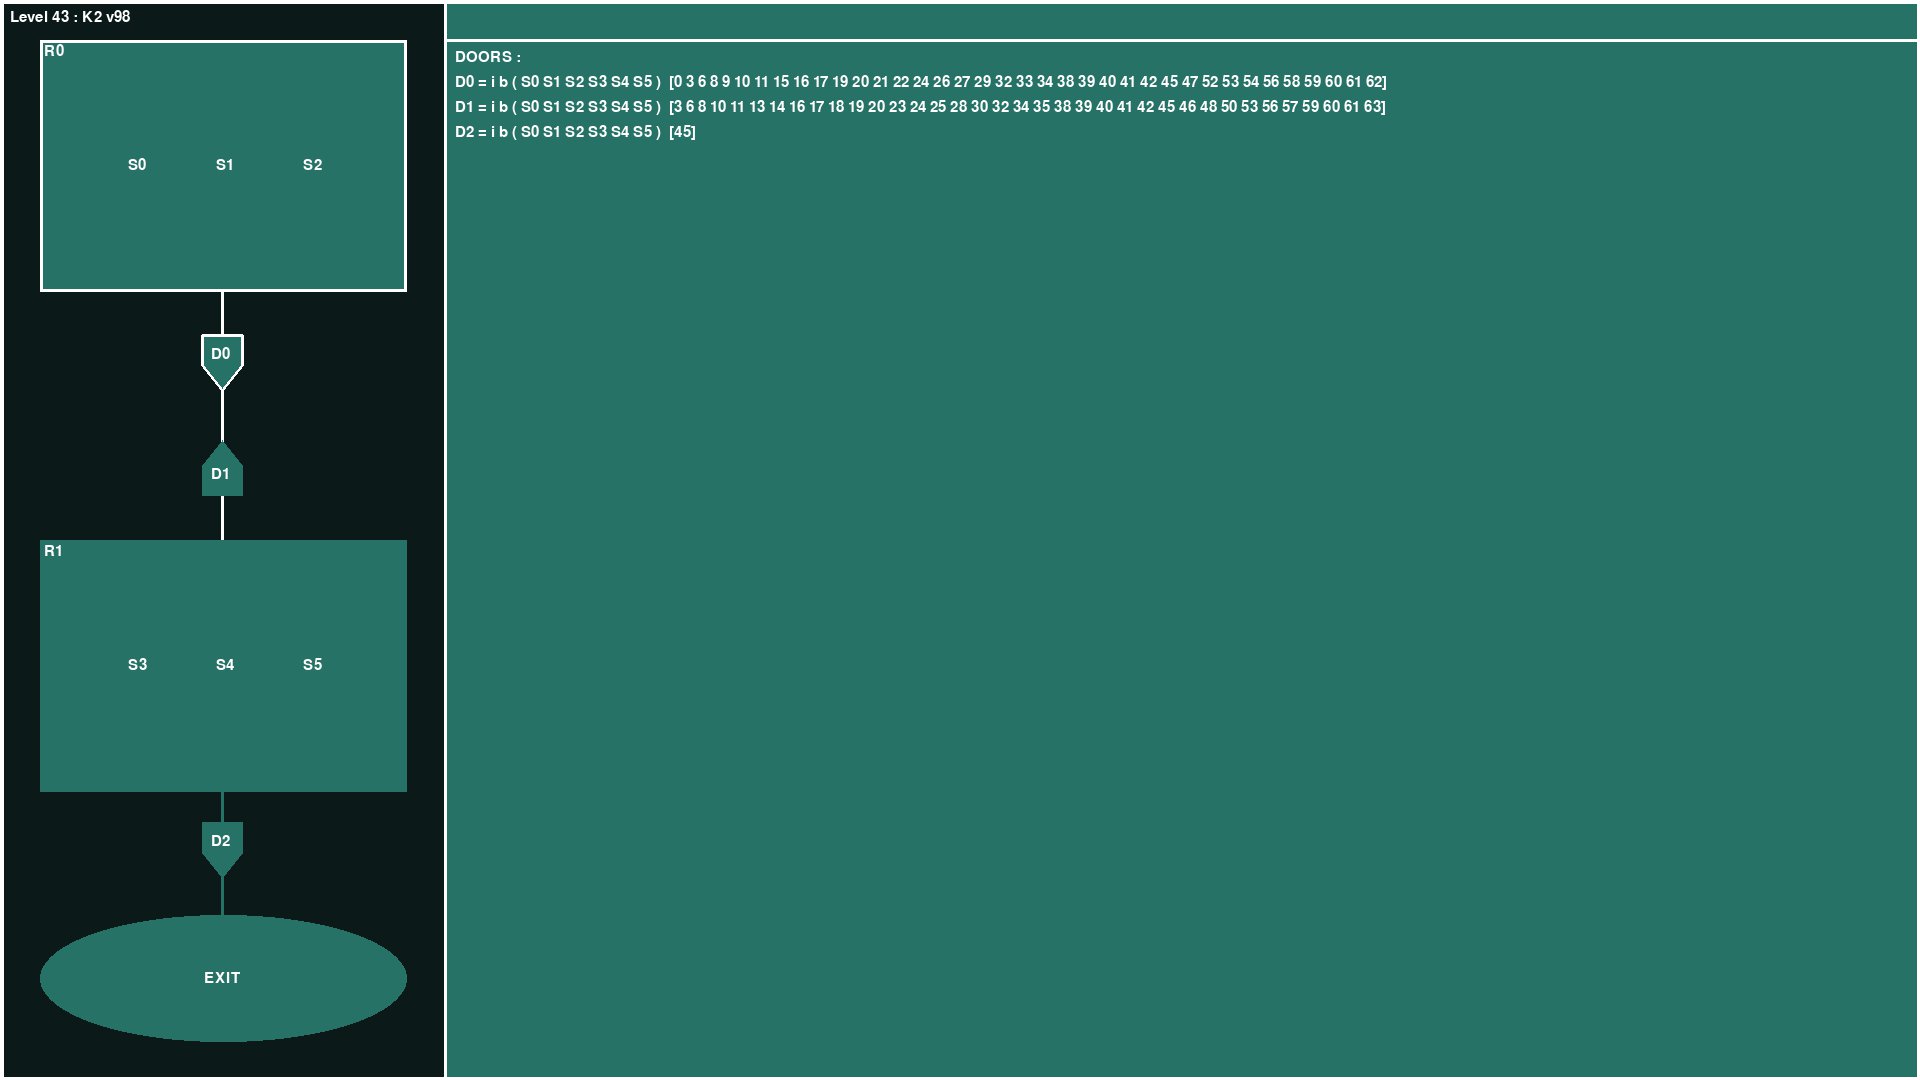 Level 43 : K2 v98
R0
S0 S1 S2
D0
D1
R1
S3 S4 S5
D2
EXIT
DOORS :
D0 = i b ( S0 S1 S2 S3 S4 S5 ) [0 3 6 8 9 10 11 15 16 17 19 20 21 22 24 26 27 29 32 33 34 38 39 40 41 42 45 47 52 53 54 56 58 59 60 61 62]
D1 = i b ( S0 S1 S2 S3 S4 S5 ) [3 6 8 10 11 13 14 16 17 18 19 20 23 24 25 28 30 32 34 35 38 39 40 41 42 45 46 48 50 53 56 57 59 60 61 63]
D2 = i b ( S0 S1 S2 S3 S4 S5 ) [45]